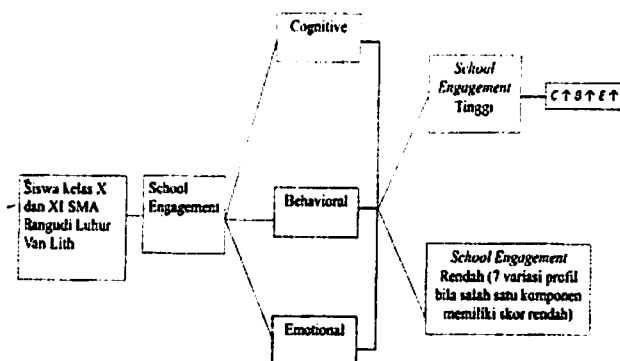 Siswa kelas X
dan XI SMA
Pangudi Luhur
Van Lith
School
Engagement
Cognitive
Behavioral
Emotional
School
Engagement
Tinggi
C↑B↑E↑
School Engagement
Rendah (7 variasi profil
bila salah satu komponen
memiliki skor rendah)